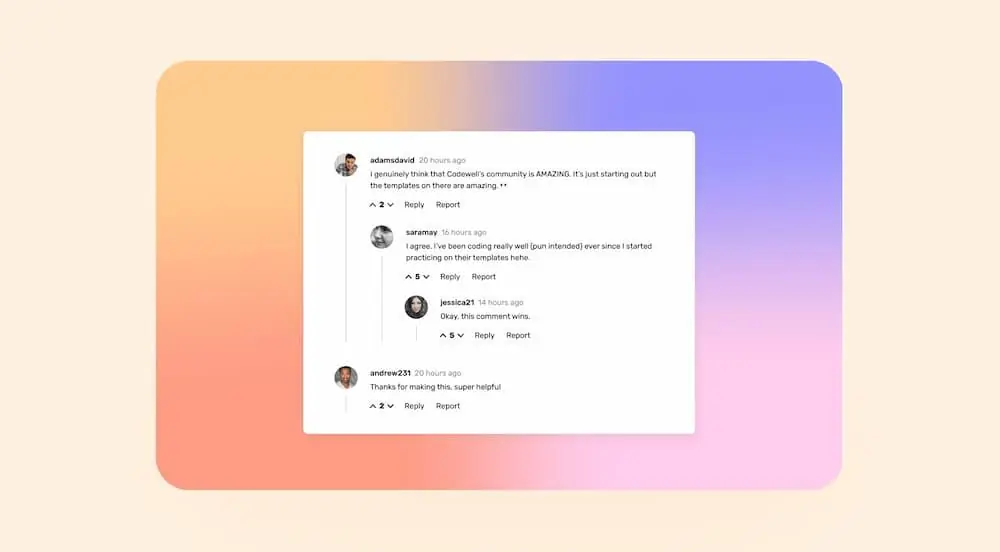 adamsdavid 20 hours ago
I genuinely think that Codewell's community is AMAZING. It's just starting out but
the templates on there are amazing.
2 Reply Report
saramay 16 hours ago
I agree. I've been coding really well (pun intended) ever since I started
practicing on their templates hehe.
5 Reply Report
jessica21 14 hours ago
Okay, this comment wins.
5 Reply Report
andrew231 20 hours ago
Thanks for making this, super helpful
2 Reply Report